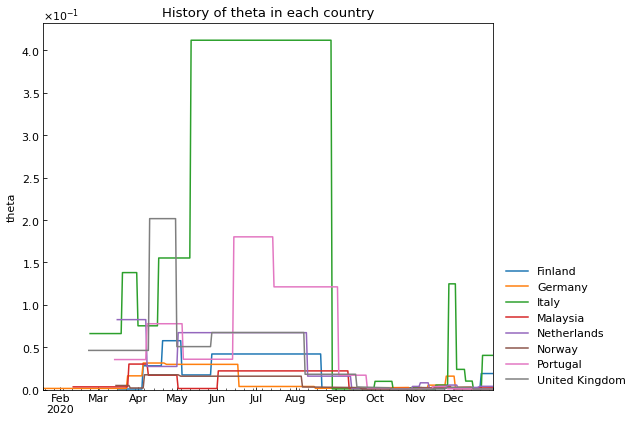 History of theta in each country
×10⁻¹
4.0
3.5
3.0
2.5
2.0
1.5
1.0
0.5
0.0
theta
Feb Mar Apr May Jun Jul Aug Sep Oct Nov Dec
2020
Finland
Germany
Italy
Malaysia
Netherlands
Norway
Portugal
United Kingdom